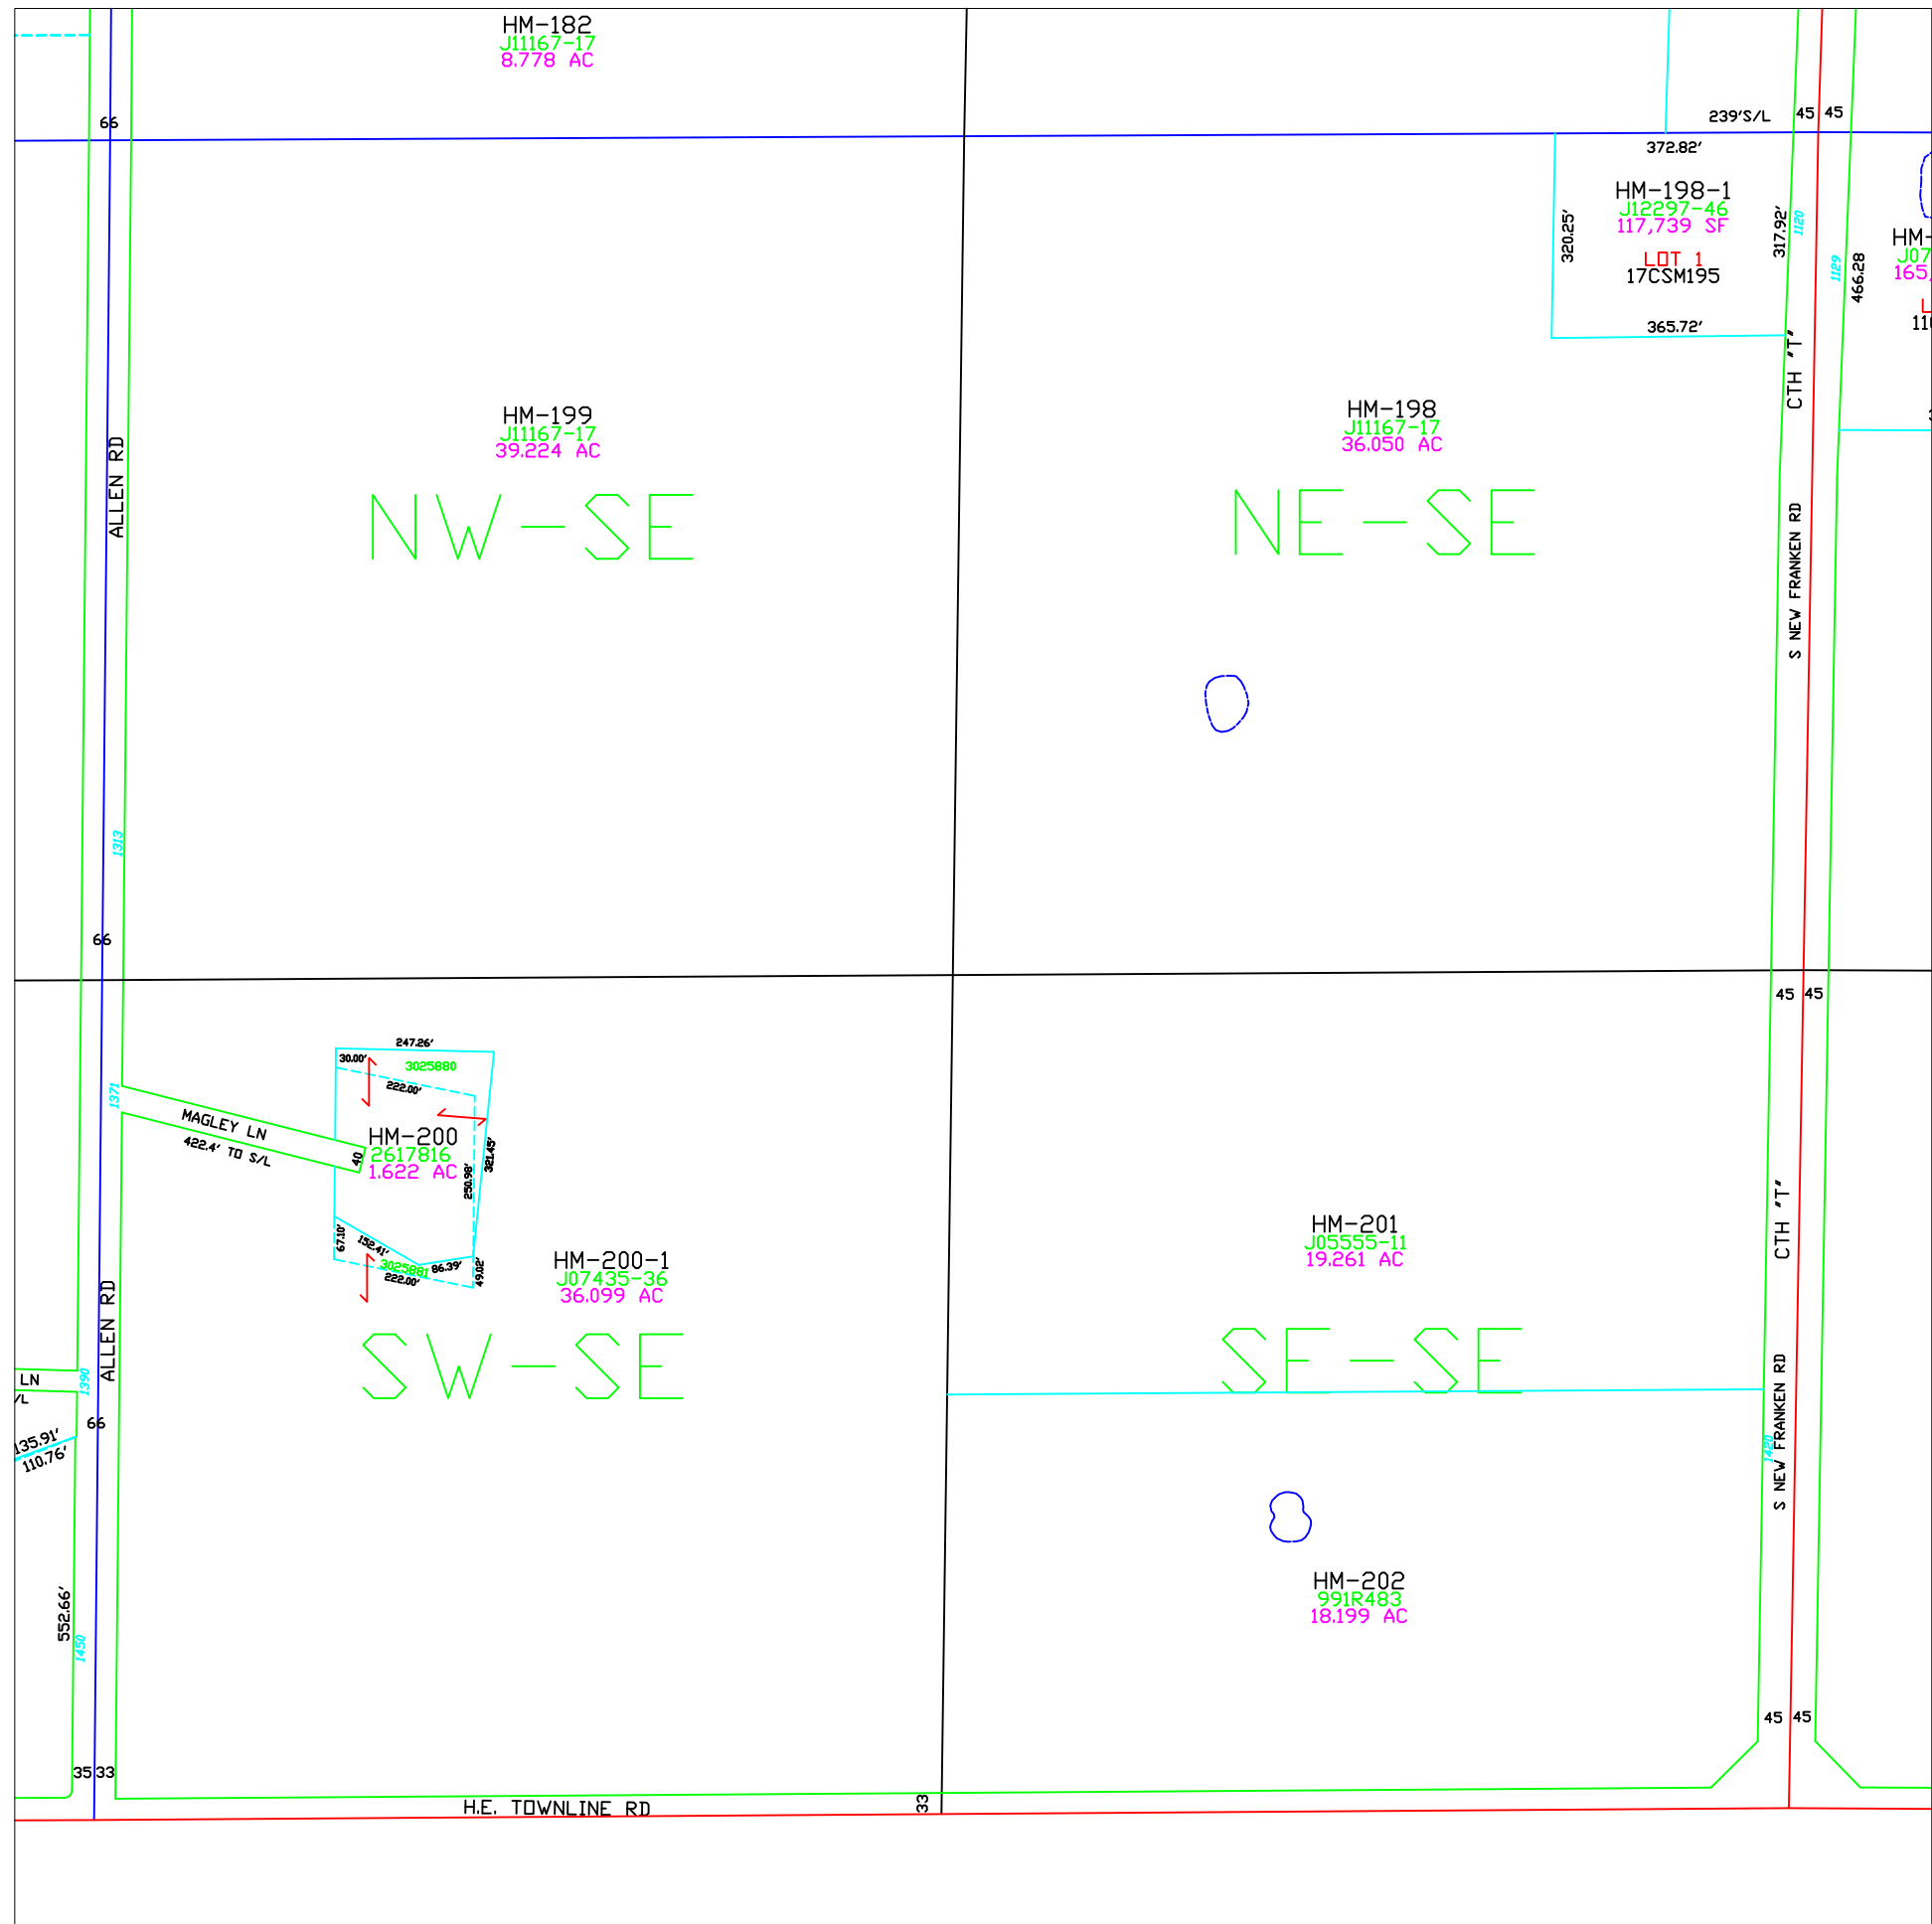 HM-182
J11167-17
8.778 AC
66
239'S/L
45 45
372.82'
HM-198-1
J12297-46
117,739 SF
LOT 1
17CSM195
320.25'
317.92'
1120
1129
466.28
365.72'
HM-
J07
165,
CTH "T"
HM-199
J11167-17
39.224 AC
NW-SE
HM-198
J11167-17
36.050 AC
NE-SE
ALLEN RD
S NEW FRANKEN RD
1313
66
45 45
247.26'
30.00'
3025880
222.00'
1371
MAGLEY LN
422.4' TO S/L
40
HM-200
2617816
1.622 AC
250.98'
321.45'
67.10'
152.41'
3025881
86.39'
222.00'
49.02'
HM-200-1
J07435-36
36.099 AC
SW-SE
HM-201
J05555-11
19.261 AC
SE-SE
CTH "T"
ALLEN RD
1390
LN
/L
66
135.91'
110.76'
S NEW FRANKEN RD
1420
HM-202
991R483
18.199 AC
552.66'
1450
45 45
35 33
H.E. TOWNLINE RD
33